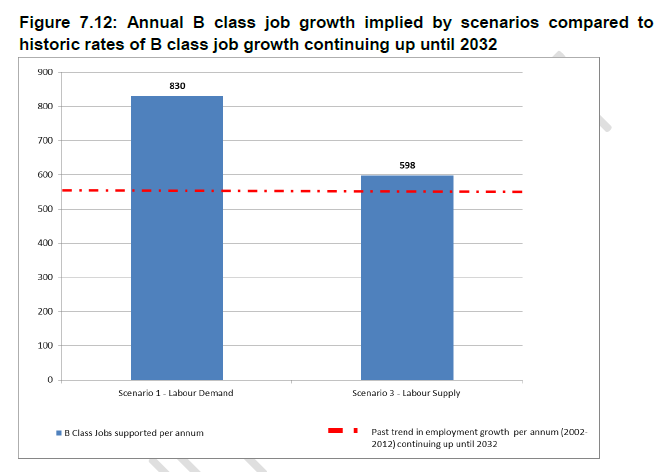 Figure 7.12: Annual B class job growth implied by scenarios compared to
historic rates of B class job growth continuing up until 2032
900
800
700
600
500
400
300
200
100
0
830
598
Scenario 1 - Labour Demand
Scenario 3 - Labour Supply
B Class Jobs supported per annum
Past trend in employment growth per annum (2002-
2012) continuing up until 2032